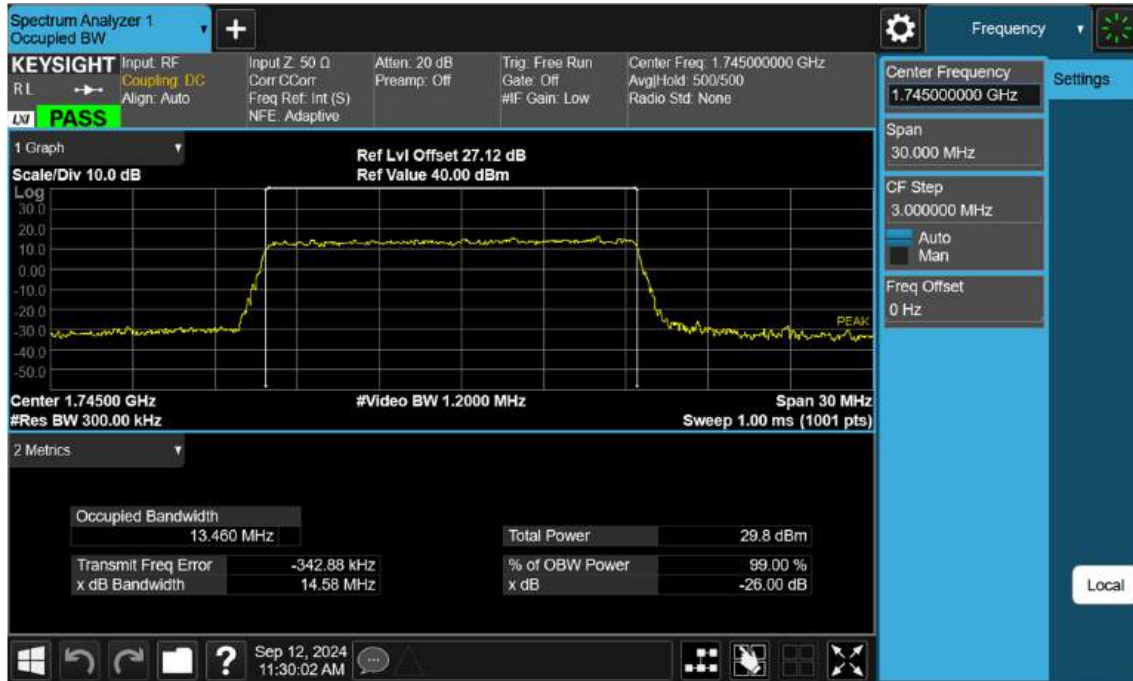 Spectrum Analyzer 1
Occupied BW
Frequency
KEYSIGHT
R L
LXI PASS
Input: RF
Coupling: DC
Align: Auto
Input Z: 50 Ω
Corr CCorr
Freq Ref: Int (S)
NFE: Adaptive
Atten: 20 dB
Preamp: Off
Trig: Free Run
Gate: Off
#IF Gain: Low
Center Freq: 1.745000000 GHz
Avg|Hold: 500/500
Radio Std: None
1 Graph
Scale/Div 10.0 dB
Ref Lvl Offset 27.12 dB
Ref Value 40.00 dBm
Log
30.0
20.0
10.0
0.00
-10.0
-20.0
-30.0
-40.0
-50.0
PEAK
Center 1.74500 GHz
#Video BW 1.2000 MHz
Span 30 MHz
#Res BW 300.00 kHz
Sweep 1.00 ms (1001 pts)
2 Metrics
Occupied Bandwidth
13.460 MHz
Total Power 29.8 dBm
Transmit Freq Error -342.88 kHz
% of OBW Power 99.00 %
x dB Bandwidth 14.58 MHz
x dB -26.00 dB
Center Frequency
1.745000000 GHz
Span
30.000 MHz
CF Step
3.000000 MHz
Auto
Man
Freq Offset
0 Hz
Settings
Local
?
Sep 12, 2024
11:30:02 AM